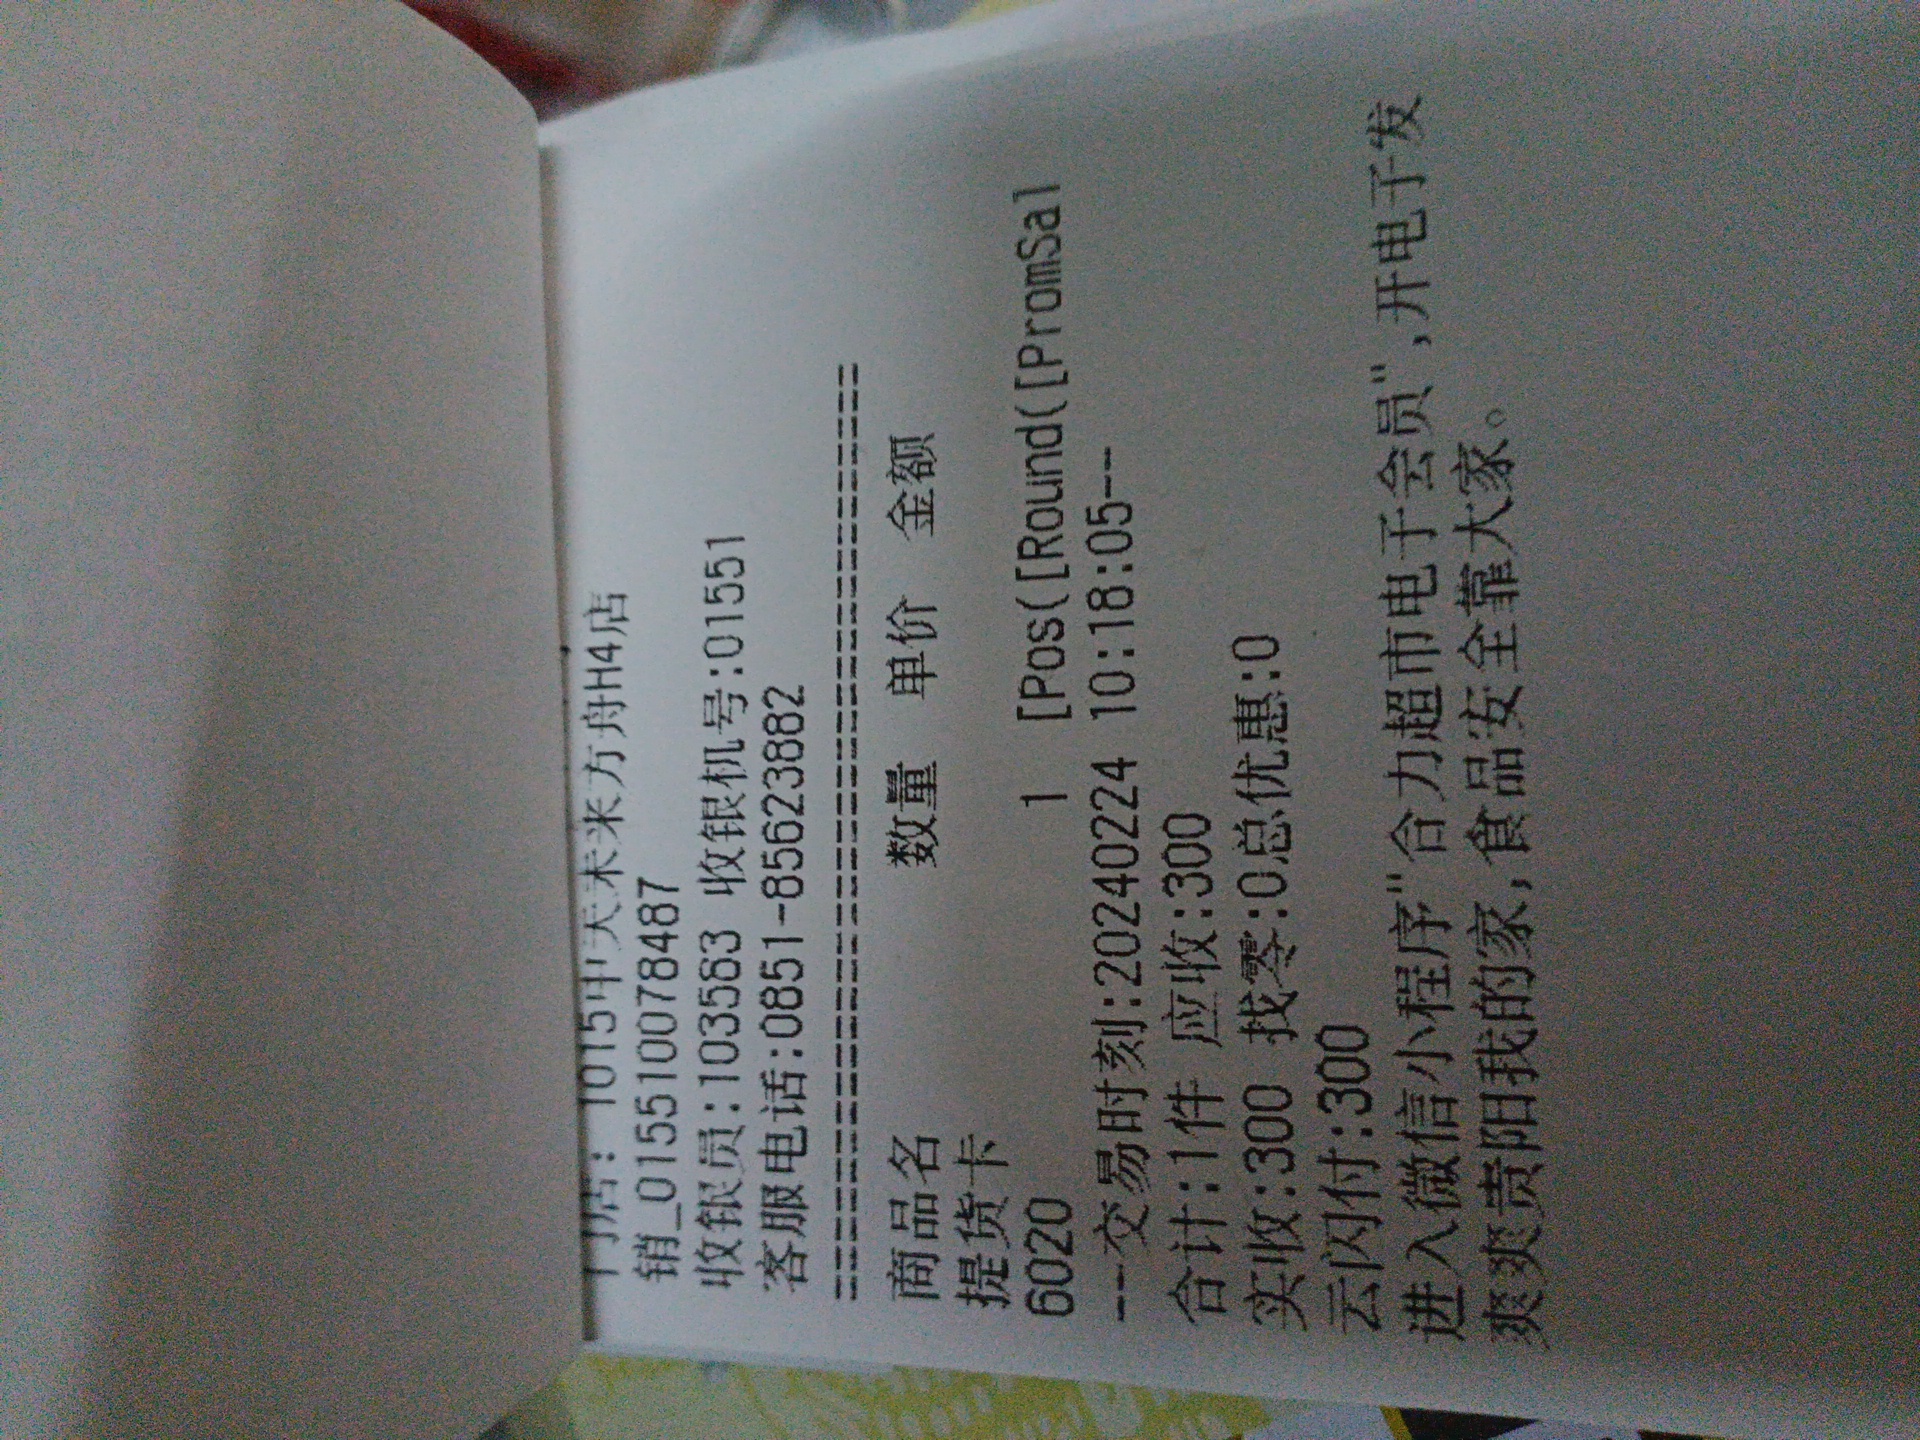 门店: 1015中天未来方舟H4店
销_015510078487
收银员:103563 收银机号:01551
客服电话:0851-85623882
========================================
商品名 数量 单价 金额
提货卡
6020 1 [Pos([Round([PromSal
---交易时刻:20240224 10:18:05---
合计:1件 应收:300
实收:300 找零:0总优惠:0
云闪付:300
进入微信小程序"合力超市电子会员",开电子发
爽爽贵阳我的家,食品安全靠大家。